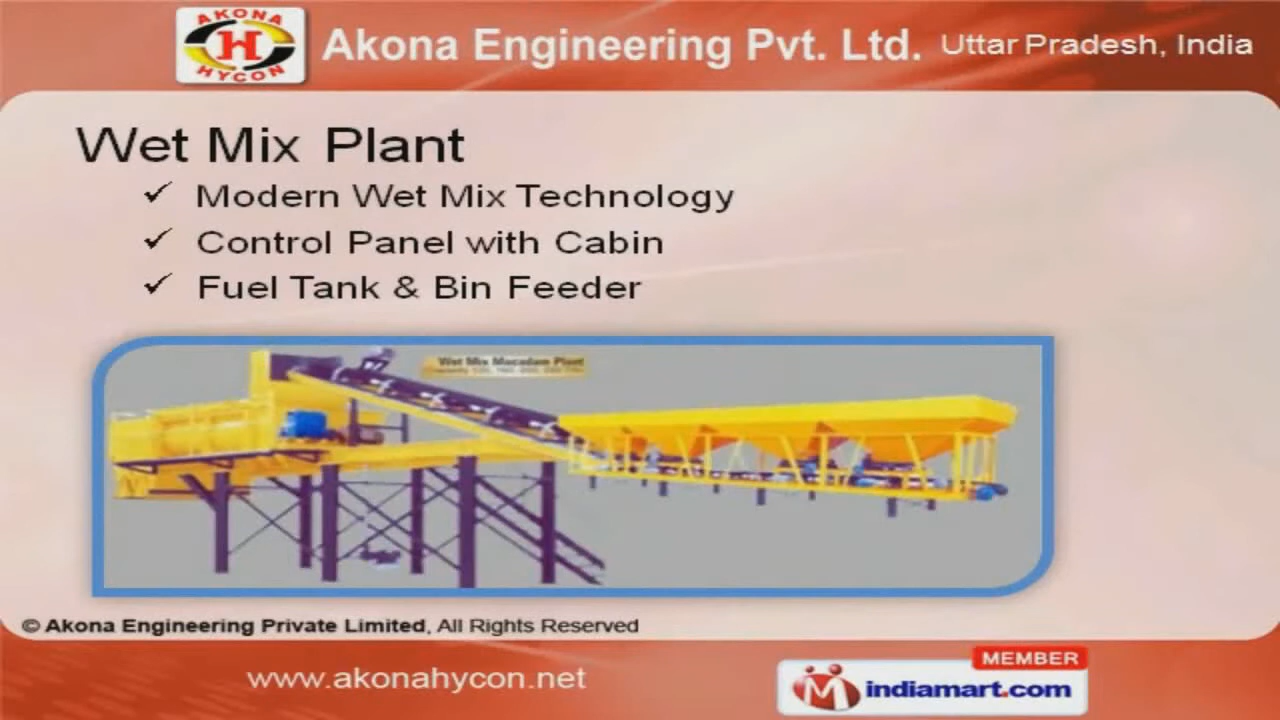 AKONA
H
HYCON
Akona Engineering Pvt. Ltd. Uttar Pradesh, India
Wet Mix Plant
✓ Modern Wet Mix Technology
✓ Control Panel with Cabin
✓ Fuel Tank & Bin Feeder
Wet Mix Macadam Plant
© Akona Engineering Private Limited, All Rights Reserved
www.akonahycon.net
MEMBER
indiamart.com